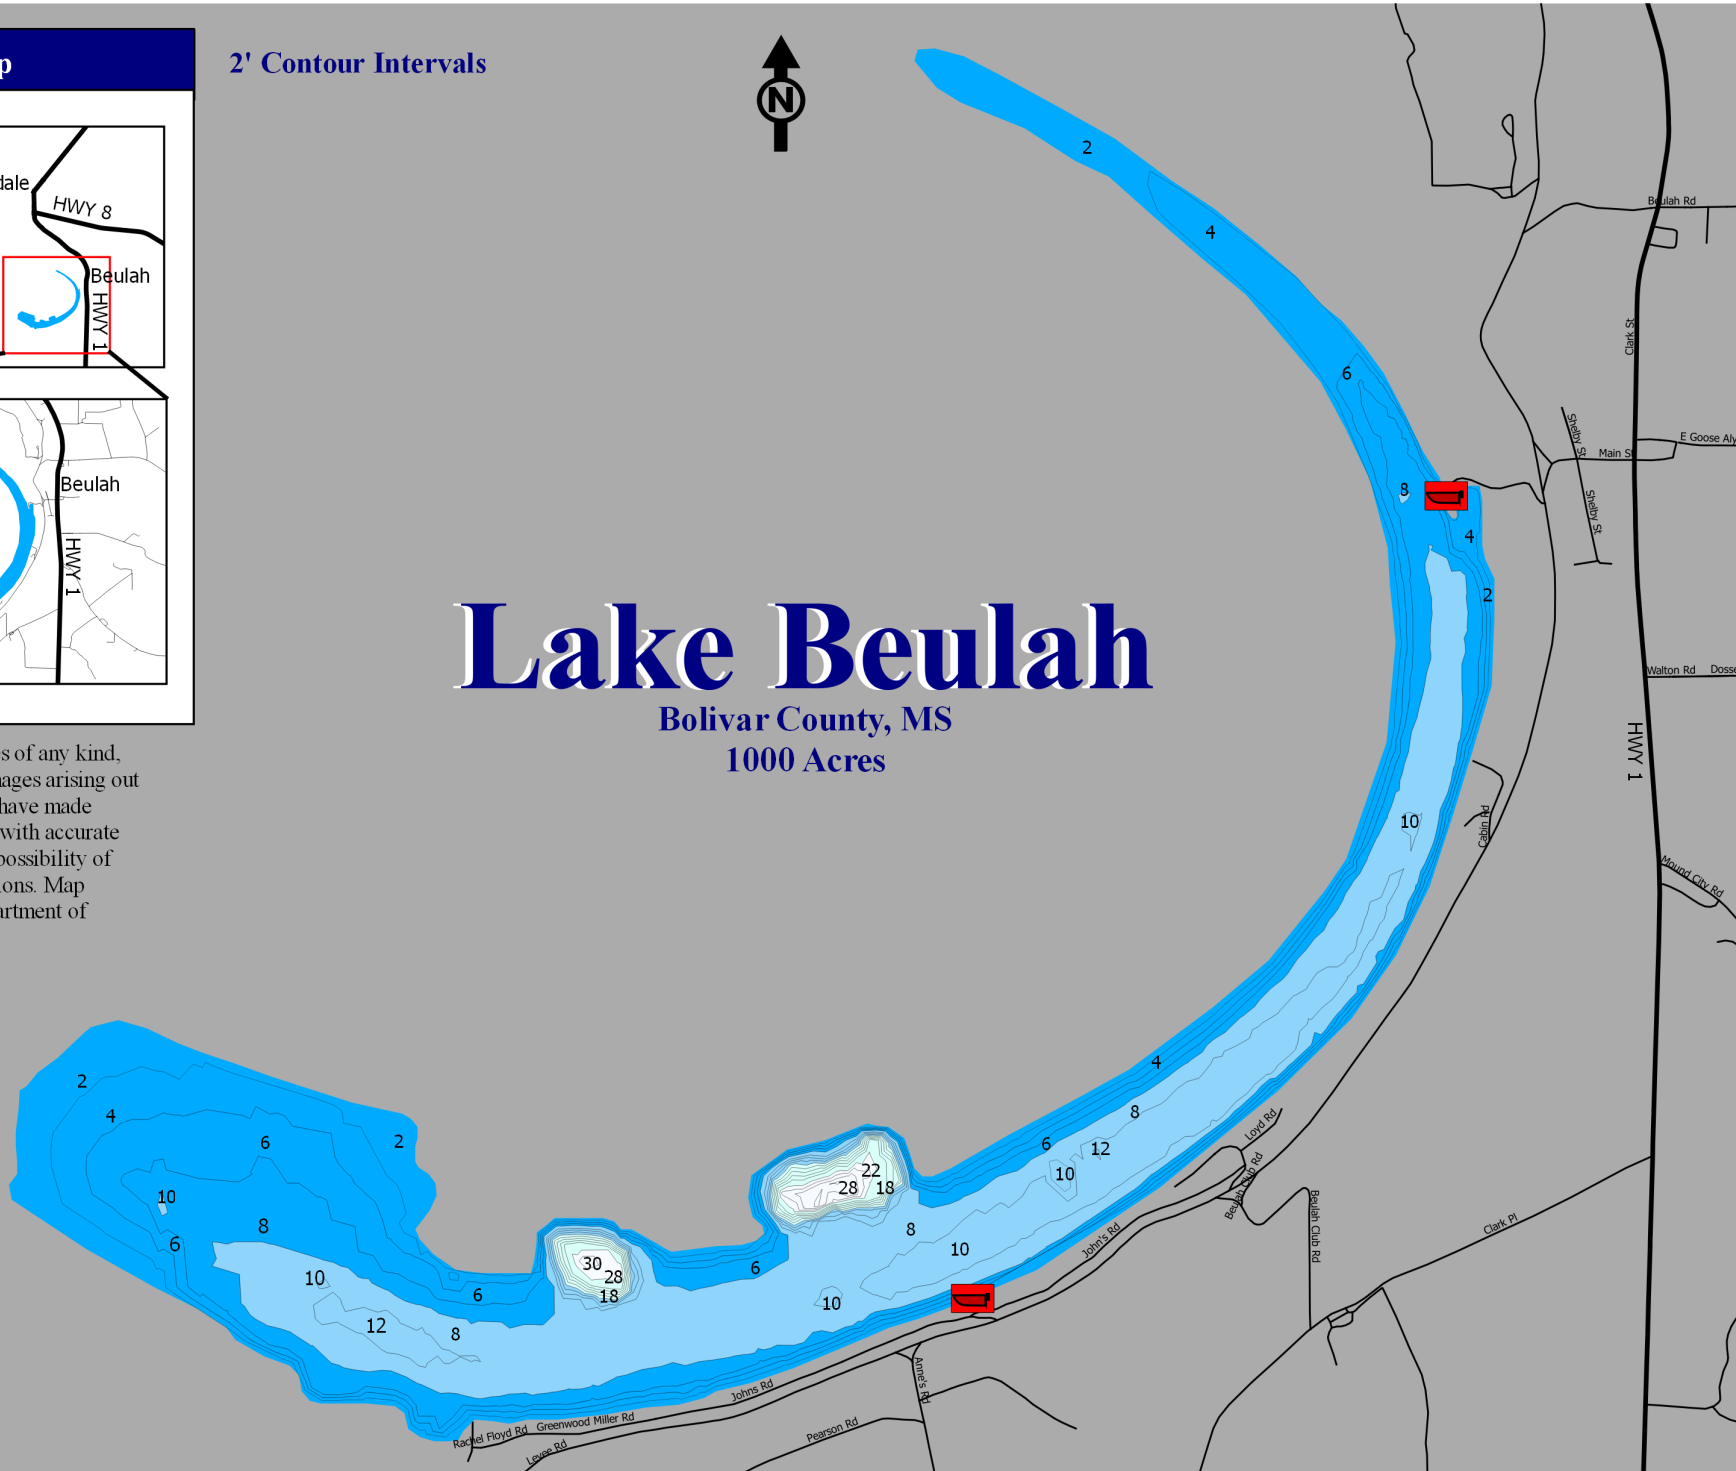 p
2' Contour Intervals
N
dale
HWY 8
Beulah
HWY 1
Beulah
HWY 1
s of any kind,
ages arising out
have made
with accurate
possibility of
ons. Map
artment of
Lake Beulah
Bolivar County, MS
1000 Acres
2
4
6
8
4
2
10
4
8
6
12
10
22
28
18
8
10
6
10
30
28
18
6
8
12
10
8
6
10
6
4
2
2
Beulah Rd
Clark St
Shelby St
Main St
E Goose Aly
Shelby St
Walton Rd
Dosse
HWY 1
Cabin Rd
Mound City Rd
Loyd Rd
Beulah Club Rd
Beulah Club Rd
Clark Pl
John's Rd
Johns Rd
Anne's Rd
Greenwood Miller Rd
Rachel Floyd Rd
Levee Rd
Pearson Rd